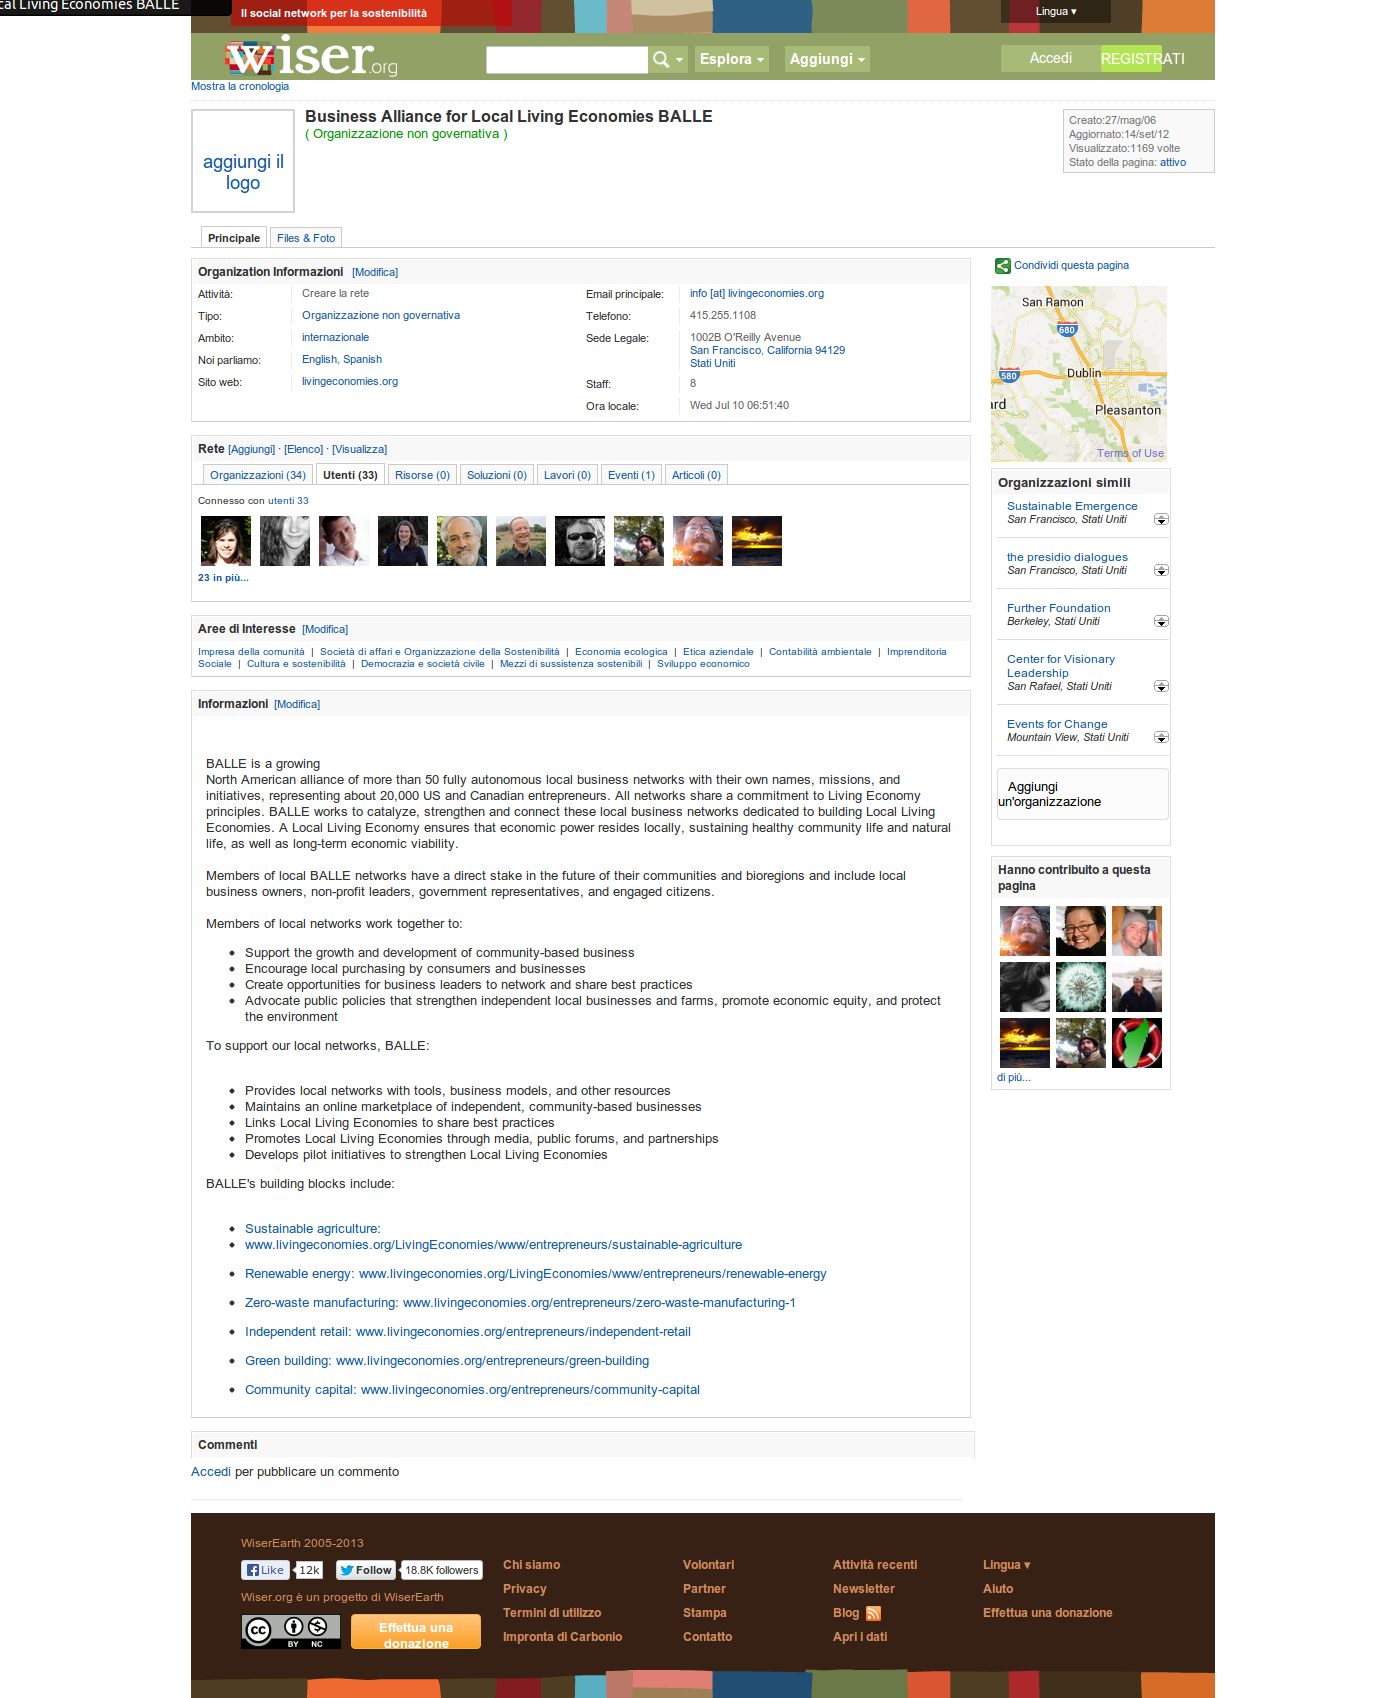 cal Living Economies BALLE
Il social network per la sostenibilità
Lingua ▾
wiser.org
Esplora
Aggiungi
Accedi
REGISTRATI
Mostra la cronologia
aggiungi il
logo
Business Alliance for Local Living Economies BALLE
( Organizzazione non governativa )
Creato:27/mag/06
Aggiornato:14/set/12
Visualizzato:1169 volte
Stato della pagina: attivo
Principale
Files & Foto
Organization Informazioni [Modifica]
Attività: Creare la rete
Tipo: Organizzazione non governativa
Ambito: internazionale
Noi parliamo: English, Spanish
Sito web: livingeconomies.org
Email principale: info [at] livingeconomies.org
Telefono: 415.255.1108
Sede Legale: 1002B O'Reilly Avenue
San Francisco, California 94129
Stati Uniti
Staff: 8
Ora locale: Wed Jul 10 06:51:40
Rete [Aggiungi] · [Elenco] · [Visualizza]
Organizzazioni (34) Utenti (33) Risorse (0) Soluzioni (0) Lavori (0) Eventi (1) Articoli (0)
Connesso con utenti 33
23 in più...
Aree di Interesse [Modifica]
Impresa della comunità | Società di affari e Organizzazione della Sostenibilità | Economia ecologica | Etica aziendale | Contabilità ambientale | Imprenditoria
Sociale | Cultura e sostenibilità | Democrazia e società civile | Mezzi di sussistenza sostenibili | Sviluppo economico
Informazioni [Modifica]
BALLE is a growing
North American alliance of more than 50 fully autonomous local business networks with their own names, missions, and
initiatives, representing about 20,000 US and Canadian entrepreneurs. All networks share a commitment to Living Economy
principles. BALLE works to catalyze, strengthen and connect these local business networks dedicated to building Local Living
Economies. A Local Living Economy ensures that economic power resides locally, sustaining healthy community life and natural
life, as well as long-term economic viability.
Members of local BALLE networks have a direct stake in the future of their communities and bioregions and include local
business owners, non-profit leaders, government representatives, and engaged citizens.
Members of local networks work together to:
• Support the growth and development of community-based business
• Encourage local purchasing by consumers and businesses
• Create opportunities for business leaders to network and share best practices
• Advocate public policies that strengthen independent local businesses and farms, promote economic equity, and protect
the environment
To support our local networks, BALLE:
• Provides local networks with tools, business models, and other resources
• Maintains an online marketplace of independent, community-based businesses
• Links Local Living Economies to share best practices
• Promotes Local Living Economies through media, public forums, and partnerships
• Develops pilot initiatives to strengthen Local Living Economies
BALLE's building blocks include:
• Sustainable agriculture:
• www.livingeconomies.org/LivingEconomies/www/entrepreneurs/sustainable-agriculture
• Renewable energy: www.livingeconomies.org/LivingEconomies/www/entrepreneurs/renewable-energy
• Zero-waste manufacturing: www.livingeconomies.org/entrepreneurs/zero-waste-manufacturing-1
• Independent retail: www.livingeconomies.org/entrepreneurs/independent-retail
• Green building: www.livingeconomies.org/entrepreneurs/green-building
• Community capital: www.livingeconomies.org/entrepreneurs/community-capital
Commenti
Accedi per pubblicare un commento
Condividi questa pagina
San Ramon
680
580
Dublin
ard
Pleasanton
Terms of Use
Organizzazioni simili
Sustainable Emergence
San Francisco, Stati Uniti
the presidio dialogues
San Francisco, Stati Uniti
Further Foundation
Berkeley, Stati Uniti
Center for Visionary
Leadership
San Rafael, Stati Uniti
Events for Change
Mountain View, Stati Uniti
Aggiungi
un'organizzazione
Hanno contribuito a questa
pagina
di più...
WiserEarth 2005-2013
Like 12k Follow 18.8K followers
Wiser.org è un progetto di WiserEarth
cc BY NC
Effettua una
donazione
Chi siamo
Privacy
Termini di utilizzo
Impronta di Carbonio
Volontari
Partner
Stampa
Contatto
Attività recenti
Newsletter
Blog
Apri i dati
Lingua ▾
Aiuto
Effettua una donazione